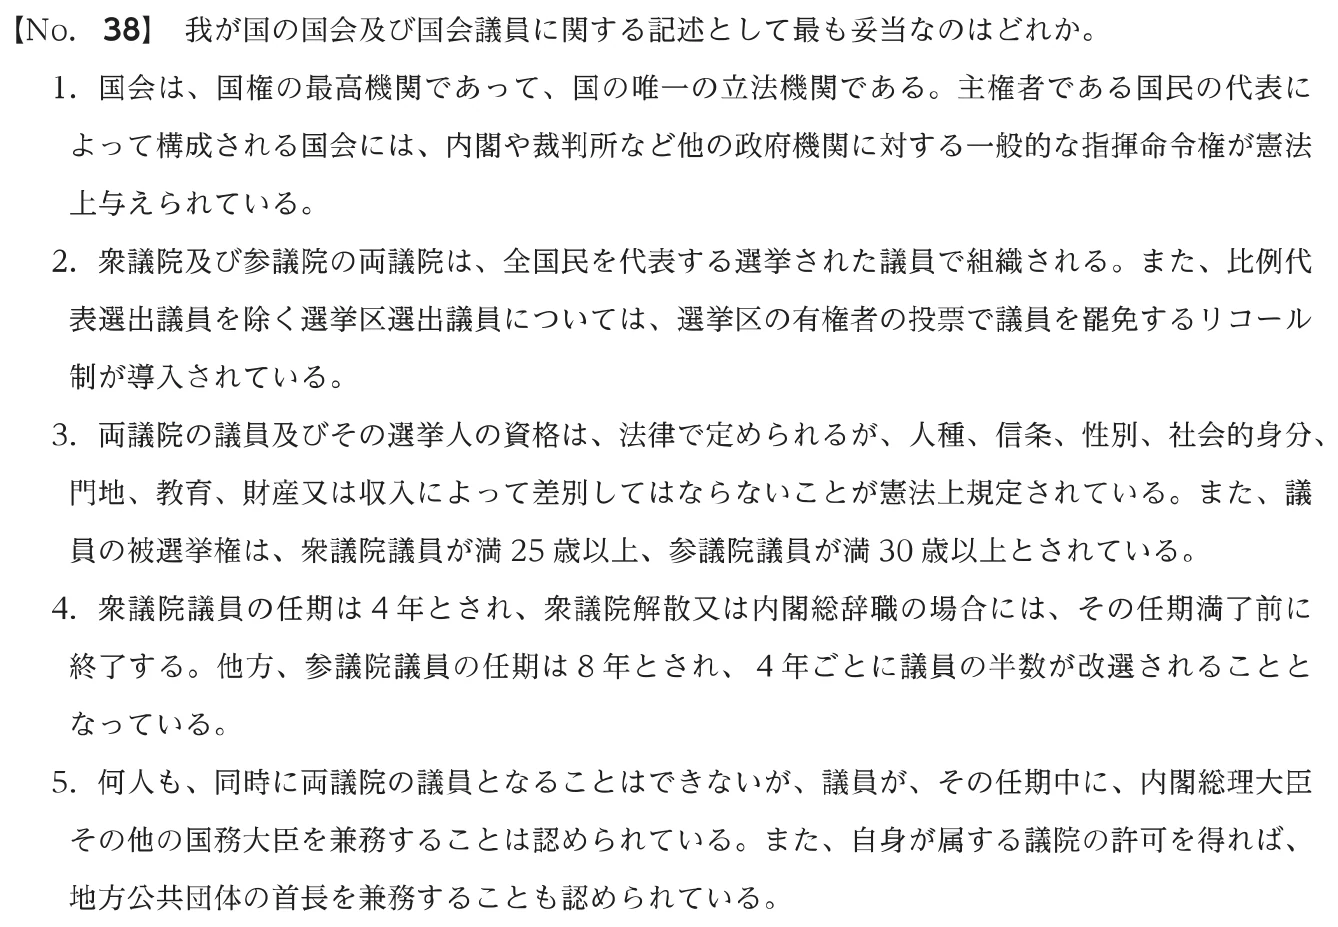 【No. 38】 我が国の国会及び国会議員に関する記述として最も妥当なのはどれか。
1. 国会は、国権の最高機関であって、国の唯一の立法機関である。主権者である国民の代表に
よって構成される国会には、内閣や裁判所など他の政府機関に対する一般的な指揮命令権が憲法
上与えられている。
2. 衆議院及び参議院の両議院は、全国民を代表する選挙された議員で組織される。また、比例代
表選出議員を除く選挙区選出議員については、選挙区の有権者の投票で議員を罷免するリコール
制が導入されている。
3. 両議院の議員及びその選挙人の資格は、法律で定められるが、人種、信条、性別、社会的身分、
門地、教育、財産又は収入によって差別してはならないことが憲法上規定されている。また、議
員の被選挙権は、衆議院議員が満 25 歳以上、参議院議員が満 30 歳以上とされている。
4. 衆議院議員の任期は 4 年とされ、衆議院解散又は内閣総辞職の場合には、その任期満了前に
終了する。他方、参議院議員の任期は 8 年とされ、 4 年ごとに議員の半数が改選されることと
なっている。
5. 何人も、同時に両議院の議員となることはできないが、議員が、その任期中に、内閣総理大臣
その他の国務大臣を兼務することは認められている。また、自身が属する議院の許可を得れば、
地方公共団体の首長を兼務することも認められている。